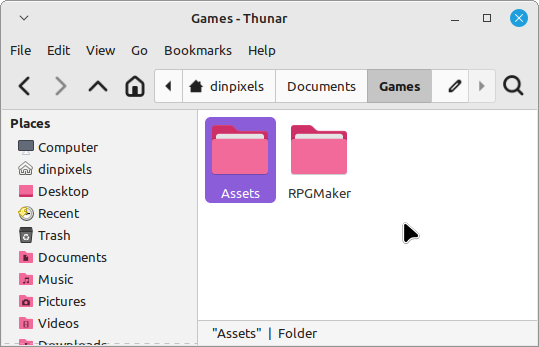 Games - Thunar
File Edit View Go Bookmarks Help
dinpixels Documents Games
Places
Computer
dinpixels
Desktop
Recent
Trash
Documents
Music
Pictures
Videos
Downloads
Assets RPGMaker
"Assets" | Folder